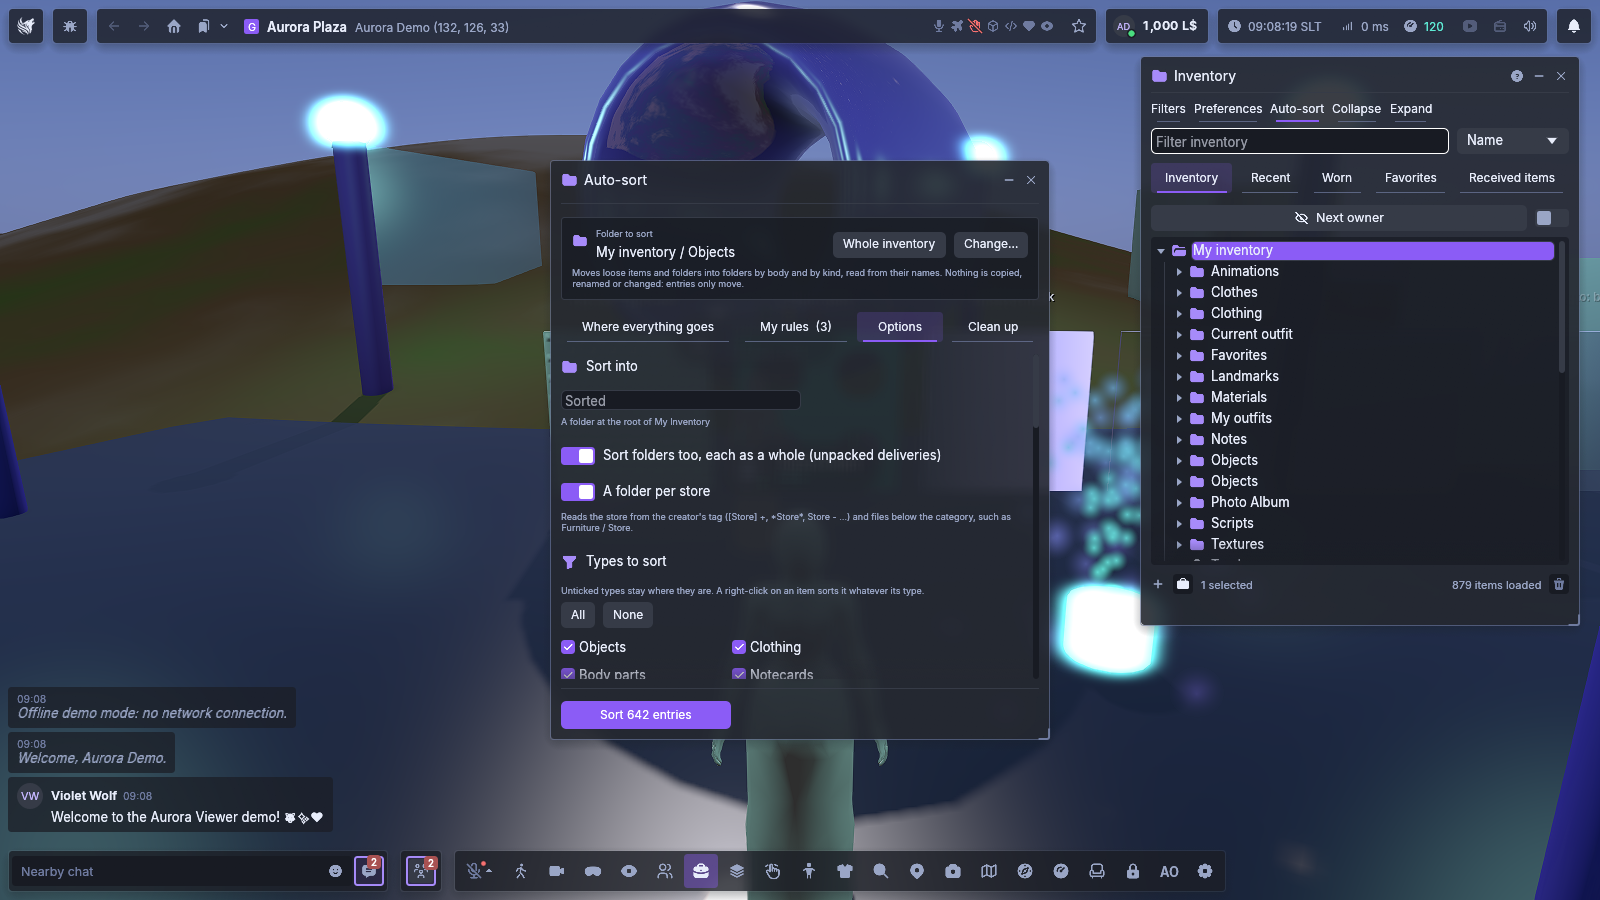 Aurora Plaza Aurora Demo (132, 126, 33)
AD 1,000 L$
09:08:19 SLT 0 ms 120
Inventory
Filters Preferences Auto-sort Collapse Expand
Filter inventory Name
Inventory Recent Worn Favorites Received items
Next owner
My inventory
Animations
Clothes
Clothing
Current outfit
Favorites
Landmarks
Materials
My outfits
Notes
Objects
Objects
Photo Album
Scripts
Textures
1 selected 879 items loaded
Auto-sort
Folder to sort
My inventory / Objects
Whole inventory Change...
Moves loose items and folders into folders by body and by kind, read from their names. Nothing is copied,
renamed or changed: entries only move.
Where everything goes My rules (3) Options Clean up
Sort into
Sorted
A folder at the root of My Inventory
Sort folders too, each as a whole (unpacked deliveries)
A folder per store
Reads the store from the creator's tag ([Store] +, *Store*, Store - ...) and files below the category, such as
Furniture / Store.
Types to sort
Unticked types stay where they are. A right-click on an item sorts it whatever its type.
All None
Objects Clothing
Body parts Notecards
Sort 642 entries
09:08
Offline demo mode: no network connection.
09:08
Welcome, Aurora Demo.
VW Violet Wolf 09:08
Welcome to the Aurora Viewer demo!
Nearby chat
2
2
AO